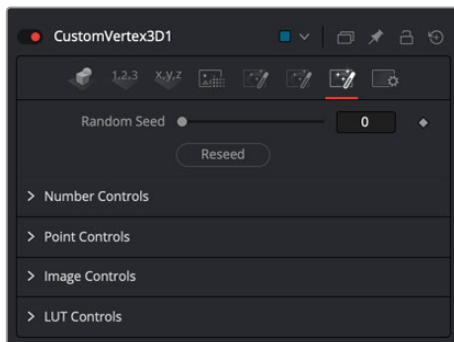 CustomVertex3D1
1,2,3 x,y,z
Random Seed 0
Reseed
Number Controls
Point Controls
Image Controls
LUT Controls